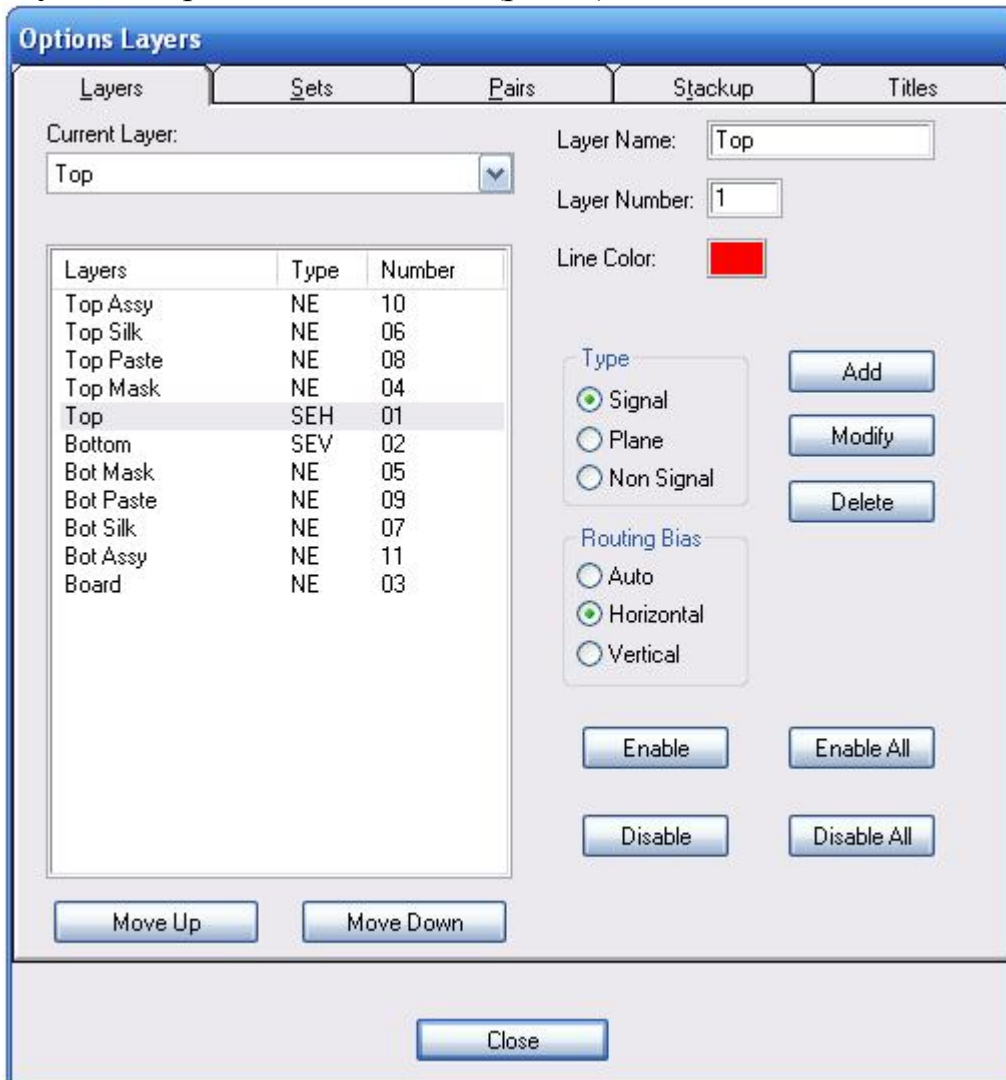 Options Layers
Layers Sets Pairs Stackup Titles
Current Layer:
Top
Layer Name: Top
Layer Number: 1
Line Color:
Layers Type Number
Top Assy NE 10
Top Silk NE 06
Top Paste NE 08
Top Mask NE 04
Top SEH 01
Bottom SEV 02
Bot Mask NE 05
Bot Paste NE 09
Bot Silk NE 07
Bot Assy NE 11
Board NE 03
Type
Signal
Plane
Non Signal
Add
Modify
Delete
Routing Bias
Auto
Horizontal
Vertical
Enable Enable All
Disable Disable All
Move Up Move Down
Close